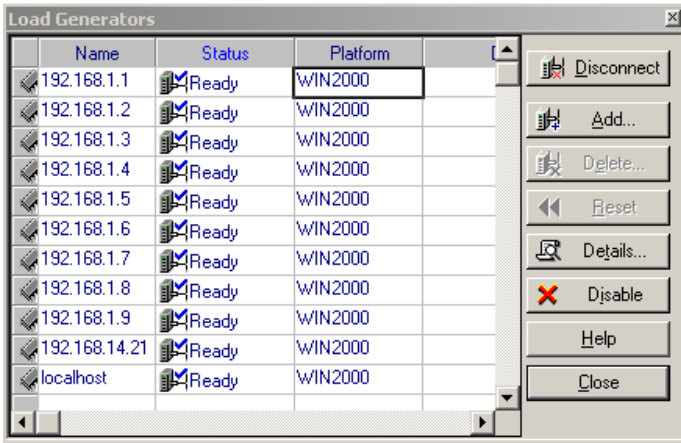 Load Generators
Name Status Platform
192.168.1.1 Ready WIN2000
192.168.1.2 Ready WIN2000
192.168.1.3 Ready WIN2000
192.168.1.4 Ready WIN2000
192.168.1.5 Ready WIN2000
192.168.1.6 Ready WIN2000
192.168.1.7 Ready WIN2000
192.168.1.8 Ready WIN2000
192.168.1.9 Ready WIN2000
192.168.14.21 Ready WIN2000
localhost Ready WIN2000
Disconnect
Add...
Delete...
Reset
Details...
Disable
Help
Close